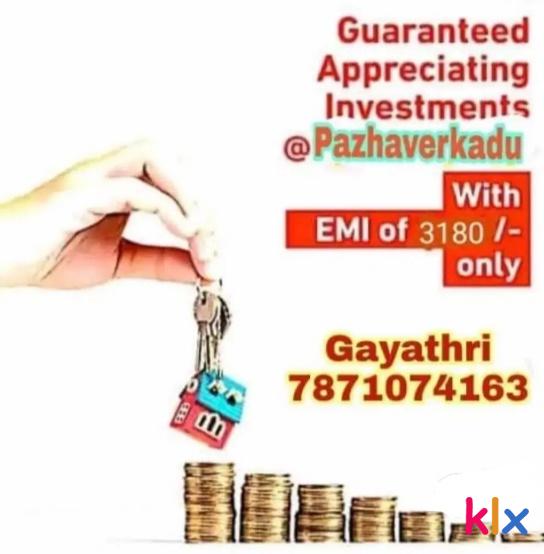 Guaranteed
Appreciating
Investments
@Pazhaverkadu
With
EMI of 3180 /-
only
Gayathri
7871074163
klx